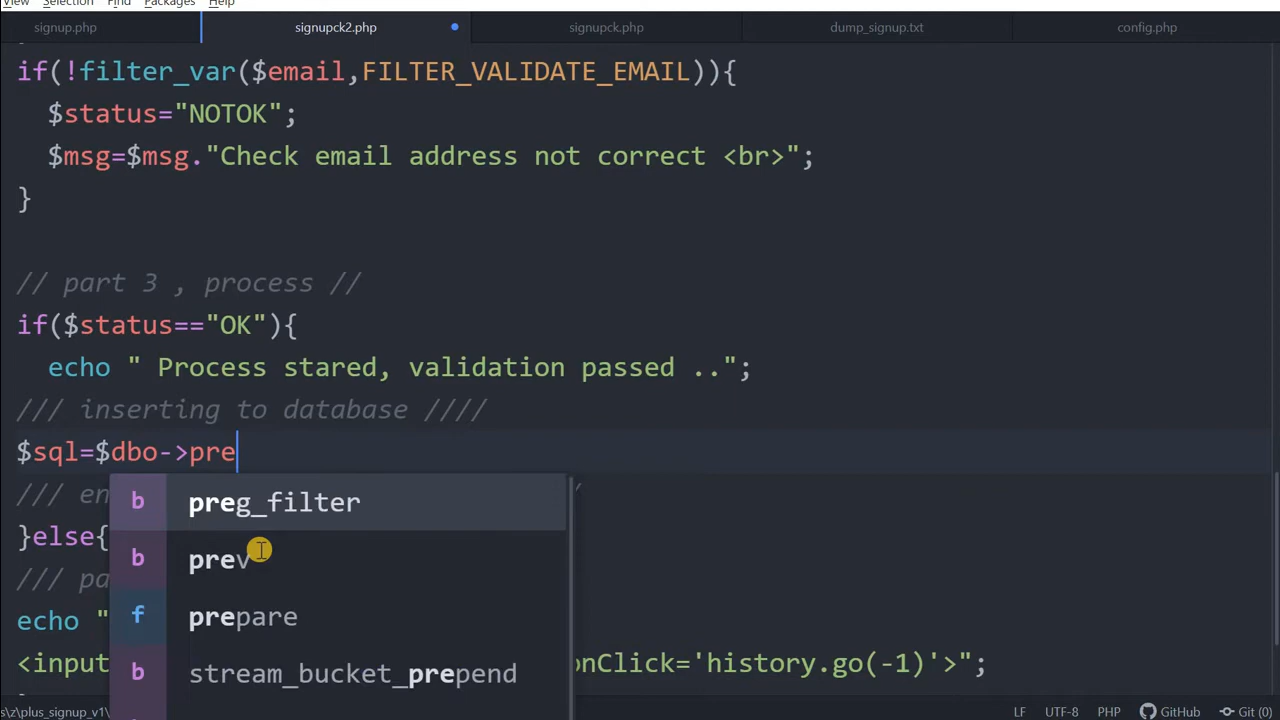 View Selection Find Packages Help
signup.php signupck2.php signupck.php dump_signup.txt config.php
if(!filter_var($email,FILTER_VALIDATE_EMAIL)){
$status="NOTOK";
$msg=$msg."Check email address not correct <br>";
}
// part 3 , process //
if($status=="OK"){
echo " Process stared, validation passed ..";
/// inserting to database ////
$sql=$dbo->pre
/// en
preg_filter
}else{
prev
/// pa
prepare
echo "
<input onClick='history.go(-1)'>";
stream_bucket_prepend
s\z\plus_signup_v1\ LF UTF-8 PHP GitHub Git (0)